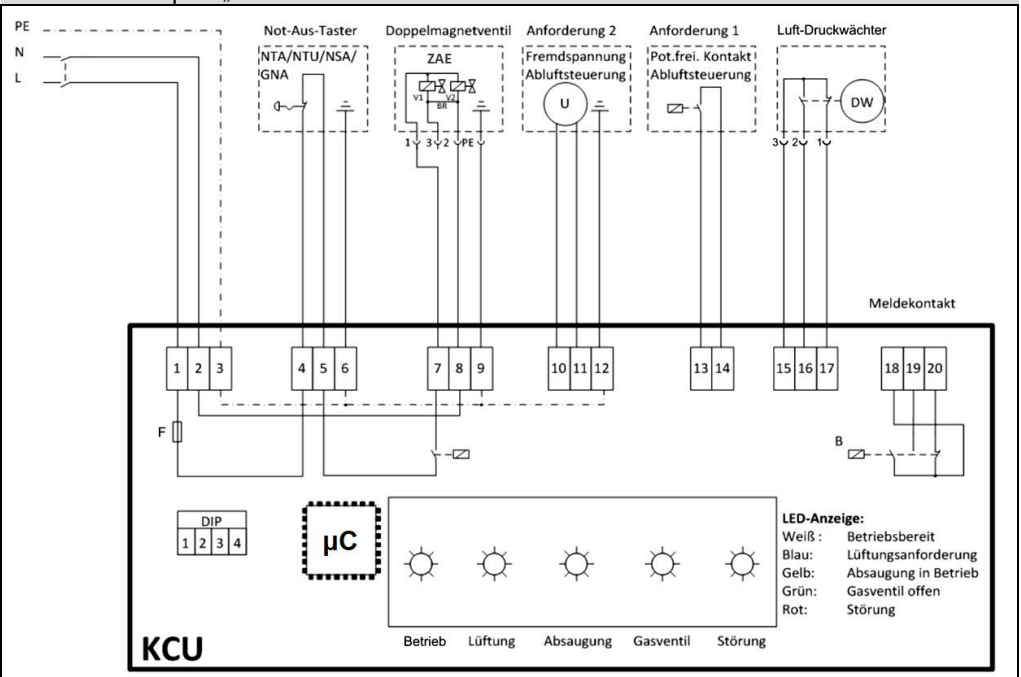 PE
N
L
Not-Aus-Taster
NTA/NTU/NSA/
GNA
Doppelmagnetventil
ZAE
V1
V2
BR
1 3 2 PE
Anforderung 2
Fremdspannung
Abluftsteuerung
U
Anforderung 1
Pot.frei. Kontakt
Abluftsteuerung
Luft-Druckwächter
DW
3 2 1
Meldekontakt
1 2 3 4 5 6 7 8 9 10 11 12 13 14 15 16 17 18 19 20
F
B
DIP
1 2 3 4
µC
LED-Anzeige:
Weiß : Betriebsbereit
Blau: Lüftungsanforderung
Gelb: Absaugung in Betrieb
Grün: Gasventil offen
Rot: Störung
Betrieb Lüftung Absaugung Gasventil Störung
KCU